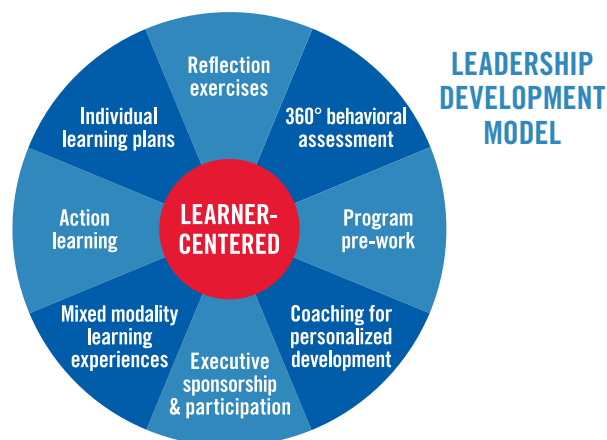 LEADERSHIP
DEVELOPMENT
MODEL
Reflection
exercises
360° behavioral
assessment
Program
pre-work
Coaching for
personalized
development
Executive
sponsorship
& participation
Mixed modality
learning
experiences
Action
learning
Individual
learning plans
LEARNER-
CENTERED